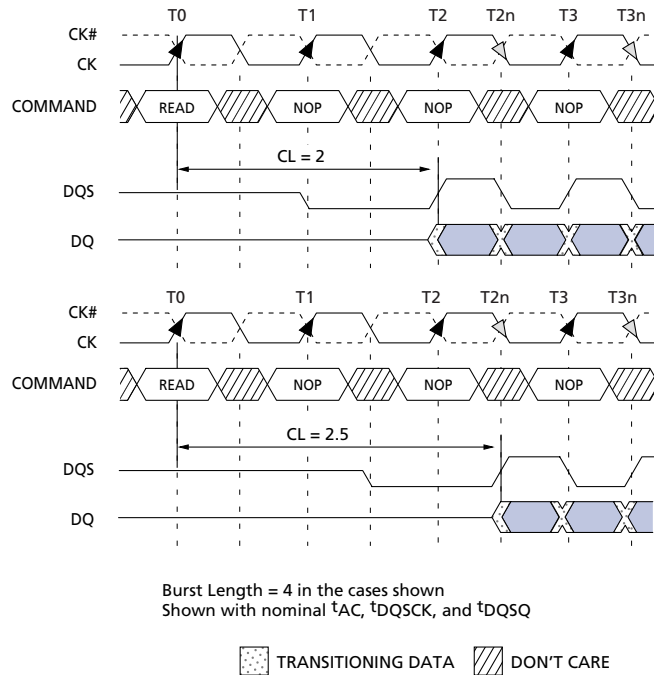 T0 T1 T2 T2n T3 T3n
CK#
CK
COMMAND READ NOP NOP NOP
CL = 2
DQS
DQ
T0 T1 T2 T2n T3 T3n
CK#
CK
COMMAND READ NOP NOP NOP
CL = 2.5
DQS
DQ
Burst Length = 4 in the cases shown
Shown with nominal tAC, tDQSCK, and tDQSQ
TRANSITIONING DATA DON'T CARE